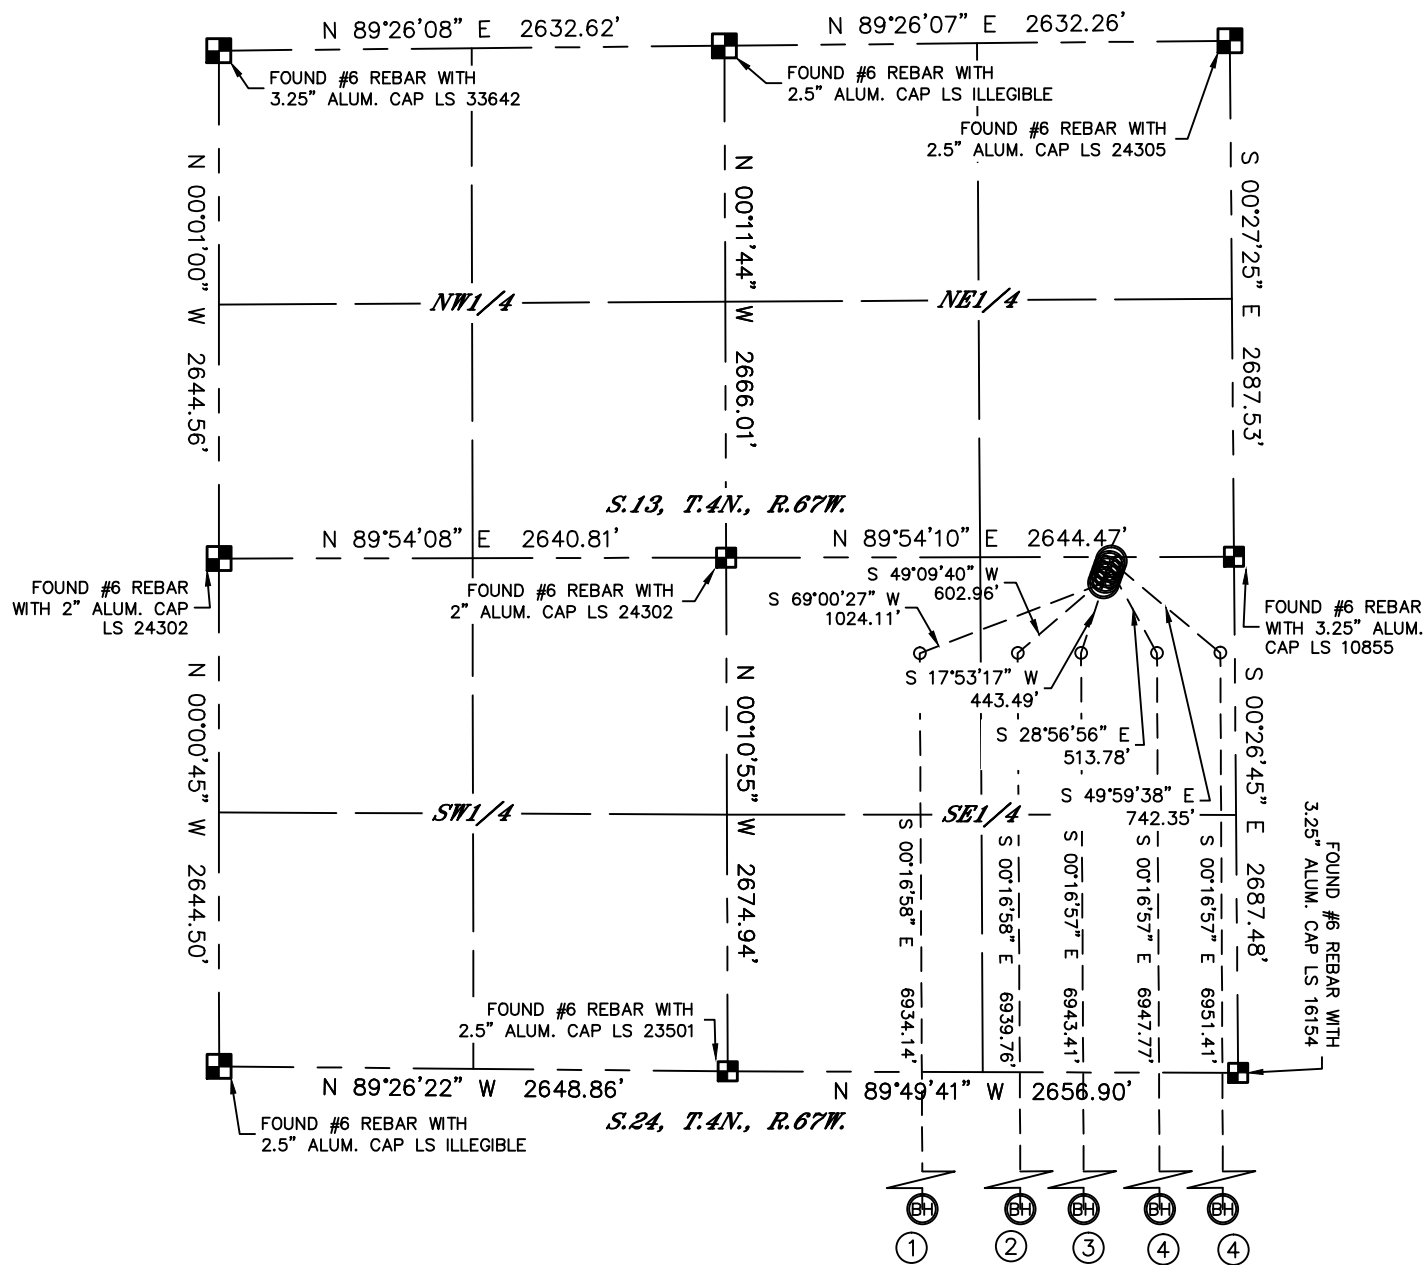 N 89°26'08" E 2632.62'
N 89°26'07" E 2632.26'
FOUND #6 REBAR WITH
3.25" ALUM. CAP LS 33642
FOUND #6 REBAR WITH
2.5" ALUM. CAP LS ILLEGIBLE
FOUND #6 REBAR WITH
2.5" ALUM. CAP LS 24305
N 00°01'00" W 2644.56'
N 00°11'44" W 2666.01'
S 00°27'25" E 2687.53'
NW1/4
NE1/4
S.13, T.4N., R.67W.
N 89°54'08" E 2640.81'
N 89°54'10" E 2644.47'
FOUND #6 REBAR
WITH 2" ALUM. CAP
LS 24302
FOUND #6 REBAR WITH
2" ALUM. CAP LS 24302
S 49°09'40" W
602.96'
S 69°00'27" W
1024.11'
FOUND #6 REBAR
WITH 3.25" ALUM.
CAP LS 10855
S 17°53'17" W
443.49'
S 28°56'56" E
513.78'
S 49°59'38" E
742.35'
N 00°00'45" W 2644.50'
N 00°10'55" W 2674.94'
S 00°26'45" E 2687.48'
SW1/4
SE1/4
S 00°16'58" E 6934.14'
S 00°16'58" E 6939.76'
S 00°16'57" E 6943.41'
S 00°16'57" E 6947.77'
S 00°16'57" E 6951.41'
FOUND #6 REBAR WITH
3.25" ALUM. CAP LS 16154
FOUND #6 REBAR WITH
2.5" ALUM. CAP LS 23501
N 89°26'22" W 2648.86'
N 89°49'41" W 2656.90'
FOUND #6 REBAR WITH
2.5" ALUM. CAP LS ILLEGIBLE
S.24, T.4N., R.67W.
BH BH BH BH BH
1 2 3 4 4